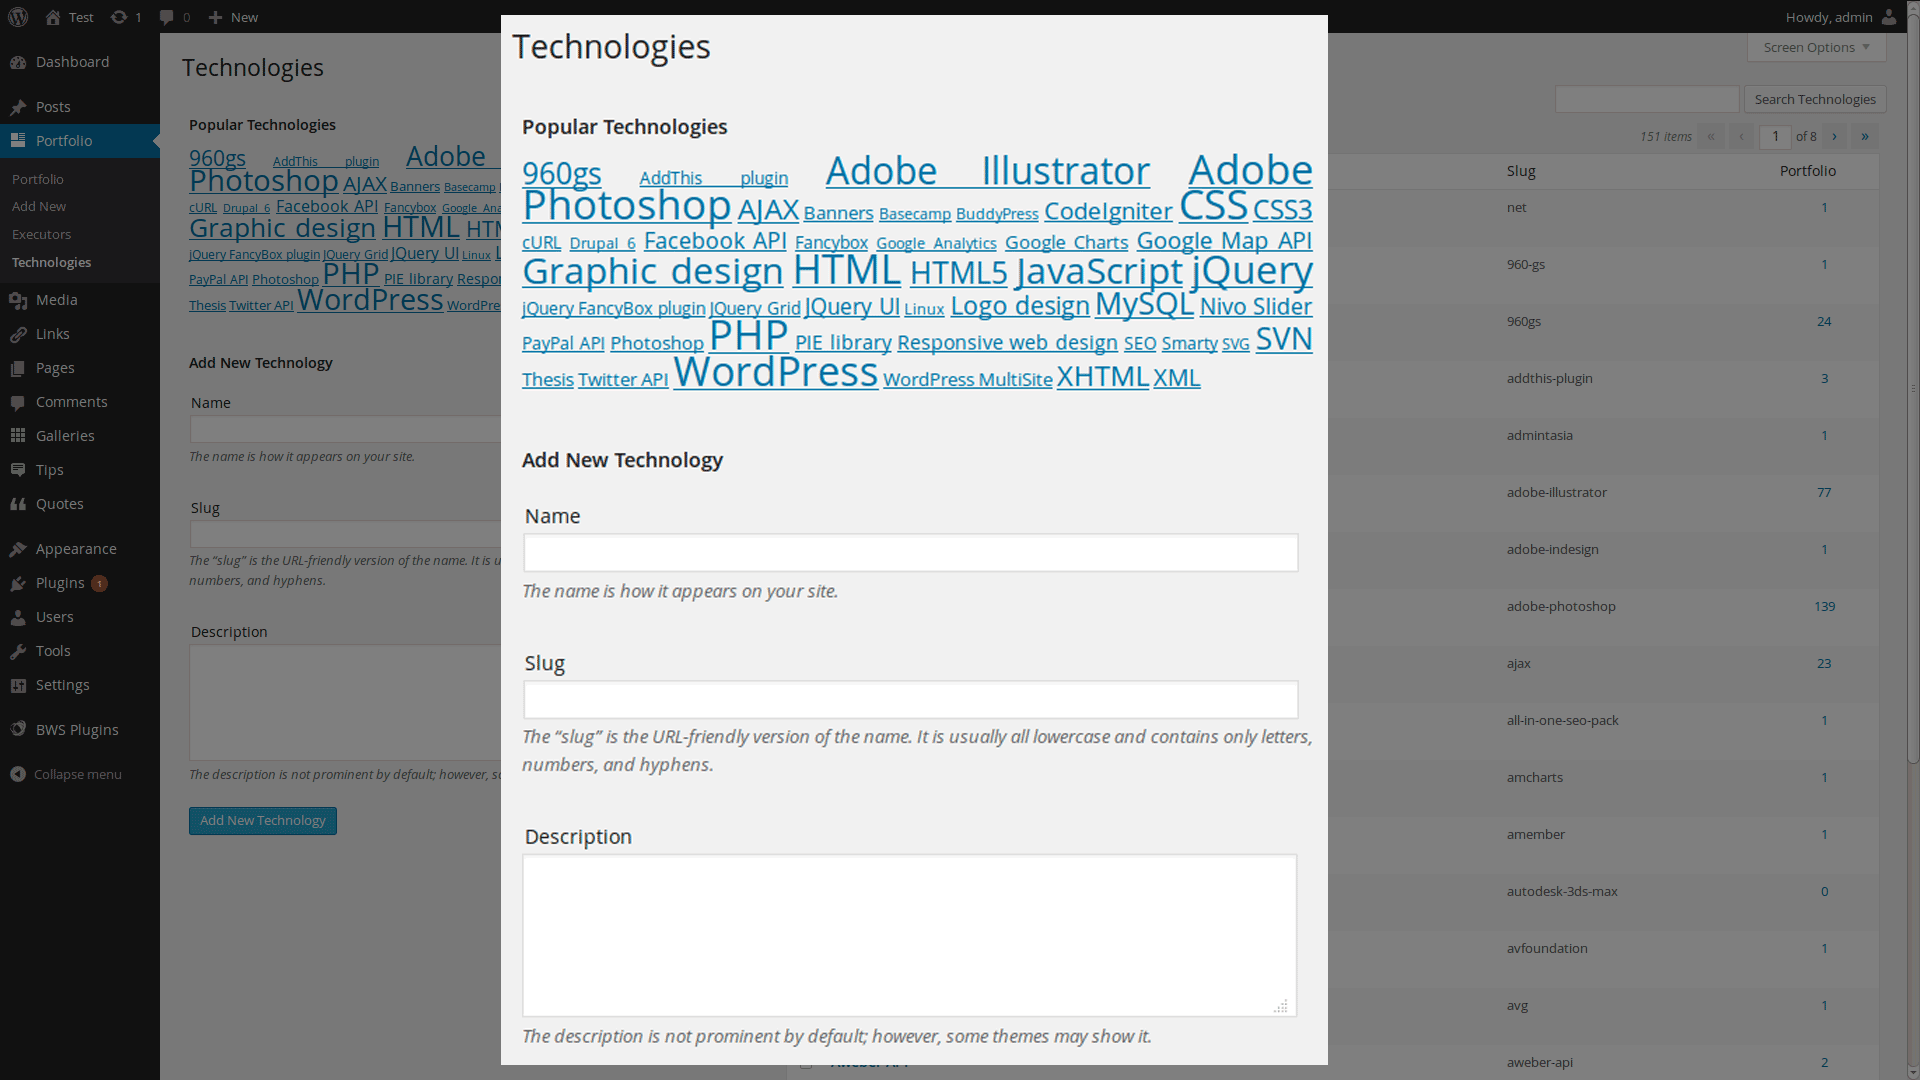 Test
1
0
New
Howdy, admin
Dashboard
Posts
Portfolio
Portfolio
Add New
Executors
Technologies
Media
Links
Pages
Comments
Galleries
Tips
Quotes
Appearance
Plugins 1
Users
Tools
Settings
BWS Plugins
Collapse menu
Technologies
Popular Technologies
960gs AddThis plugin Adobe
Photoshop AJAX Banners Basecamp
cURL Drupal 6 Facebook API Fancybox Google
Graphic design HTML
jQuery FancyBox plugin JQuery Grid JQuery UI Linux
PayPal API Photoshop PHP PIE library
Thesis Twitter API WordPress
Add New Technology
Name
The name is how it appears on your site.
Slug
The “slug” is the URL-friendly version of the name. It is
numbers, and hyphens.
Description
The description is not prominent by default; however,
Add New Technology
Technologies
Popular Technologies
960gs AddThis plugin Adobe Illustrator Adobe
Photoshop AJAX Banners Basecamp BuddyPress CodeIgniter CSS CSS3
cURL Drupal 6 Facebook API Fancybox Google Analytics Google Charts Google Map API
Graphic design HTML HTML5 JavaScript jQuery
jQuery FancyBox plugin JQuery Grid JQuery UI Linux Logo design MySQL Nivo Slider
PayPal API Photoshop PHP PIE library Responsive web design SEO Smarty SVG SVN
Thesis Twitter API WordPress WordPress MultiSite XHTML XML
Add New Technology
Name
The name is how it appears on your site.
Slug
The “slug” is the URL-friendly version of the name. It is usually all lowercase and contains only letters,
numbers, and hyphens.
Description
The description is not prominent by default; however, some themes may show it.
Screen Options
Search Technologies
151 items « ‹ 1 of 8 › »
Slug Portfolio
net 1
960-gs 1
960gs 24
addthis-plugin 3
admintasia 1
adobe-illustrator 77
adobe-indesign 1
adobe-photoshop 139
ajax 23
all-in-one-seo-pack 1
amcharts 1
amember 1
autodesk-3ds-max 0
avfoundation 1
avg 1
aweber-api 2